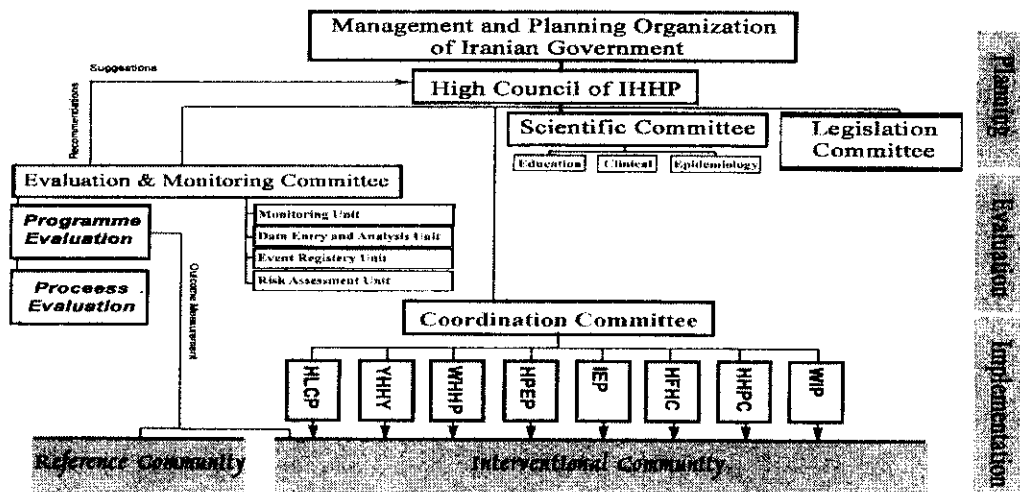 Management and Planning Organization
of Iranian Government
Suggestions
High Council of IHHP
Recommendations
Scientific Committee
Legislation
Committee
Education
Clinical
Epidemiology
Planning
Evaluation & Monitoring Committee
Programme
Evaluation
Monitoring Unit
Data Entry and Analysis Unit
Event Registery Unit
Risk Assessment Unit
Evaluation
Process
Evaluation
Outcome Measurement
Coordination Committee
HLCP
YHHY
WHHP
HPEP
IEP
HFHC
HHPC
WIP
Implementation
Reference Community
Interventional Community